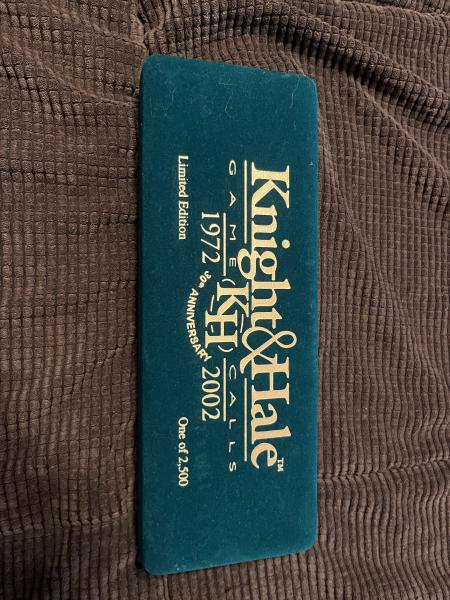 Knight&Hale™
GAME CALLS
KH
1972 2002
30th ANNIVERSARY
Limited Edition
One of 2,500